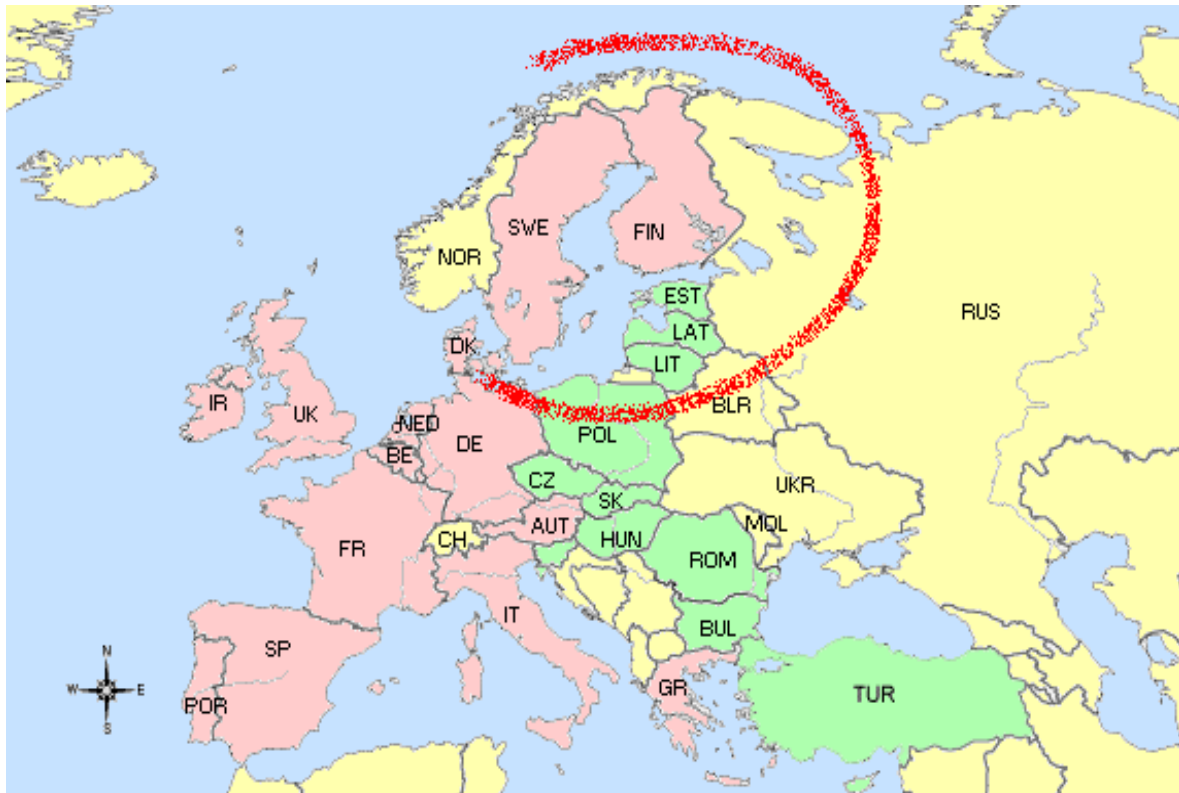 SWE
FIN
NOR
EST
RUS
LAT
DK
LIT
IR
UK
NED
BLR
DE
POL
BE
CZ
UKR
SK
AUT
MOL
CH
HUN
FR
ROM
IT
BUL
SP
N
W E
S
GR
TUR
POR